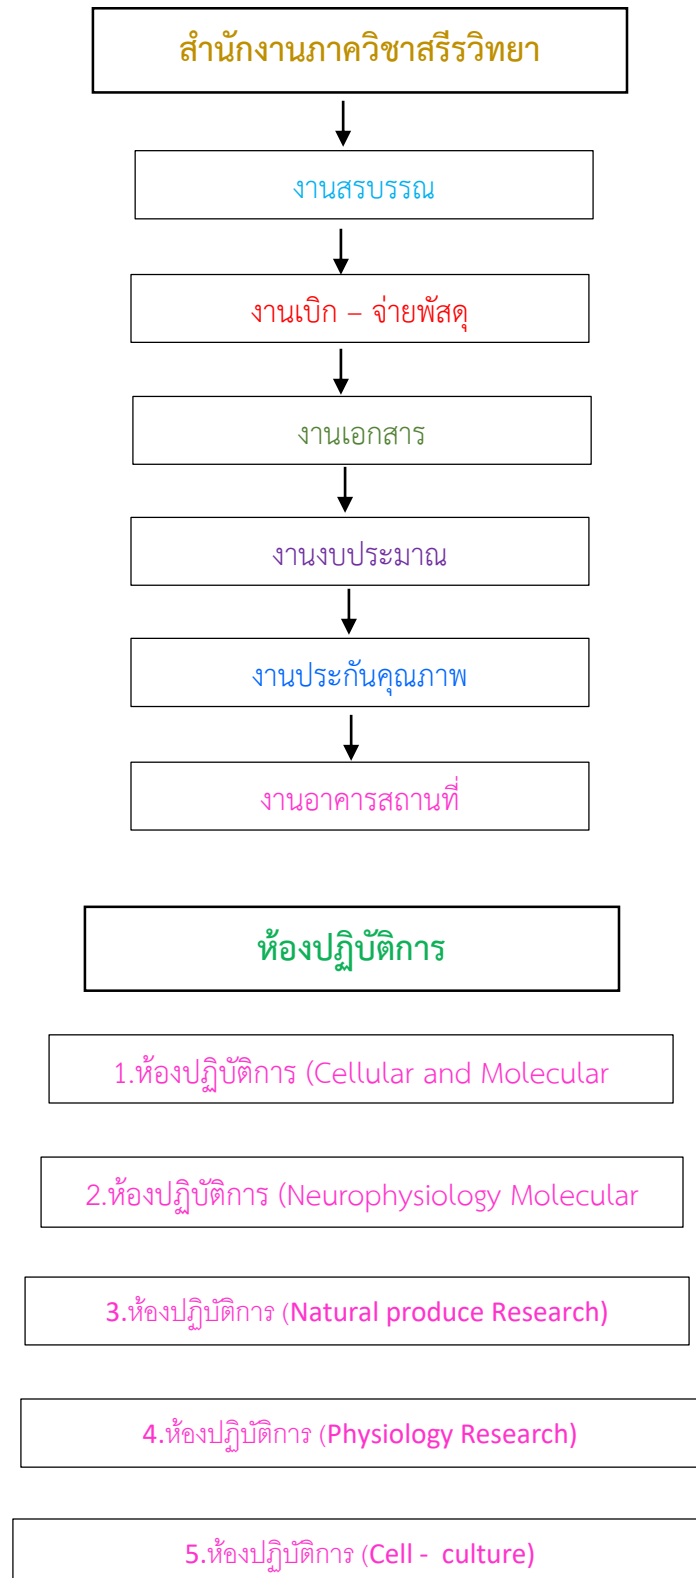 สำนักงานภาควิชาสรีรวิทยา
งานสรบรรณ
งานเบิก – จ่ายพัสดุ
งานเอกสาร
งานงบประมาณ
งานประกันคุณภาพ
งานอาคารสถานที่
ห้องปฏิบัติการ
1.ห้องปฏิบัติการ (Cellular and Molecular
2.ห้องปฏิบัติการ (Neurophysiology Molecular
3.ห้องปฏิบัติการ (Natural produce Research)
4.ห้องปฏิบัติการ (Physiology Research)
5.ห้องปฏิบัติการ (Cell - culture)